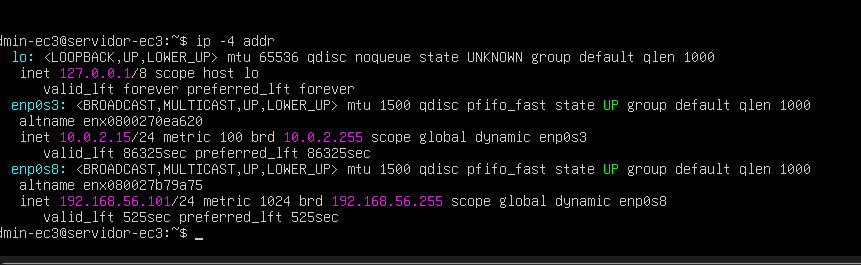 dmin-ec3@servidor-ec3:~$ ip -4 addr
lo: <LOOPBACK,UP,LOWER_UP> mtu 65536 qdisc noqueue state UNKNOWN group default qlen 1000
inet 127.0.0.1/8 scope host lo
valid_lft forever preferred_lft forever
enp0s3: <BROADCAST,MULTICAST,UP,LOWER_UP> mtu 1500 qdisc pfifo_fast state UP group default qlen 1000
altname enx0800270ea620
inet 10.0.2.15/24 metric 100 brd 10.0.2.255 scope global dynamic enp0s3
valid_lft 86325sec preferred_lft 86325sec
enp0s8: <BROADCAST,MULTICAST,UP,LOWER_UP> mtu 1500 qdisc pfifo_fast state UP group default qlen 1000
altname enx080027b79a75
inet 192.168.56.101/24 metric 1024 brd 192.168.56.255 scope global dynamic enp0s8
valid_lft 525sec preferred_lft 525sec
dmin-ec3@servidor-ec3:~$ _